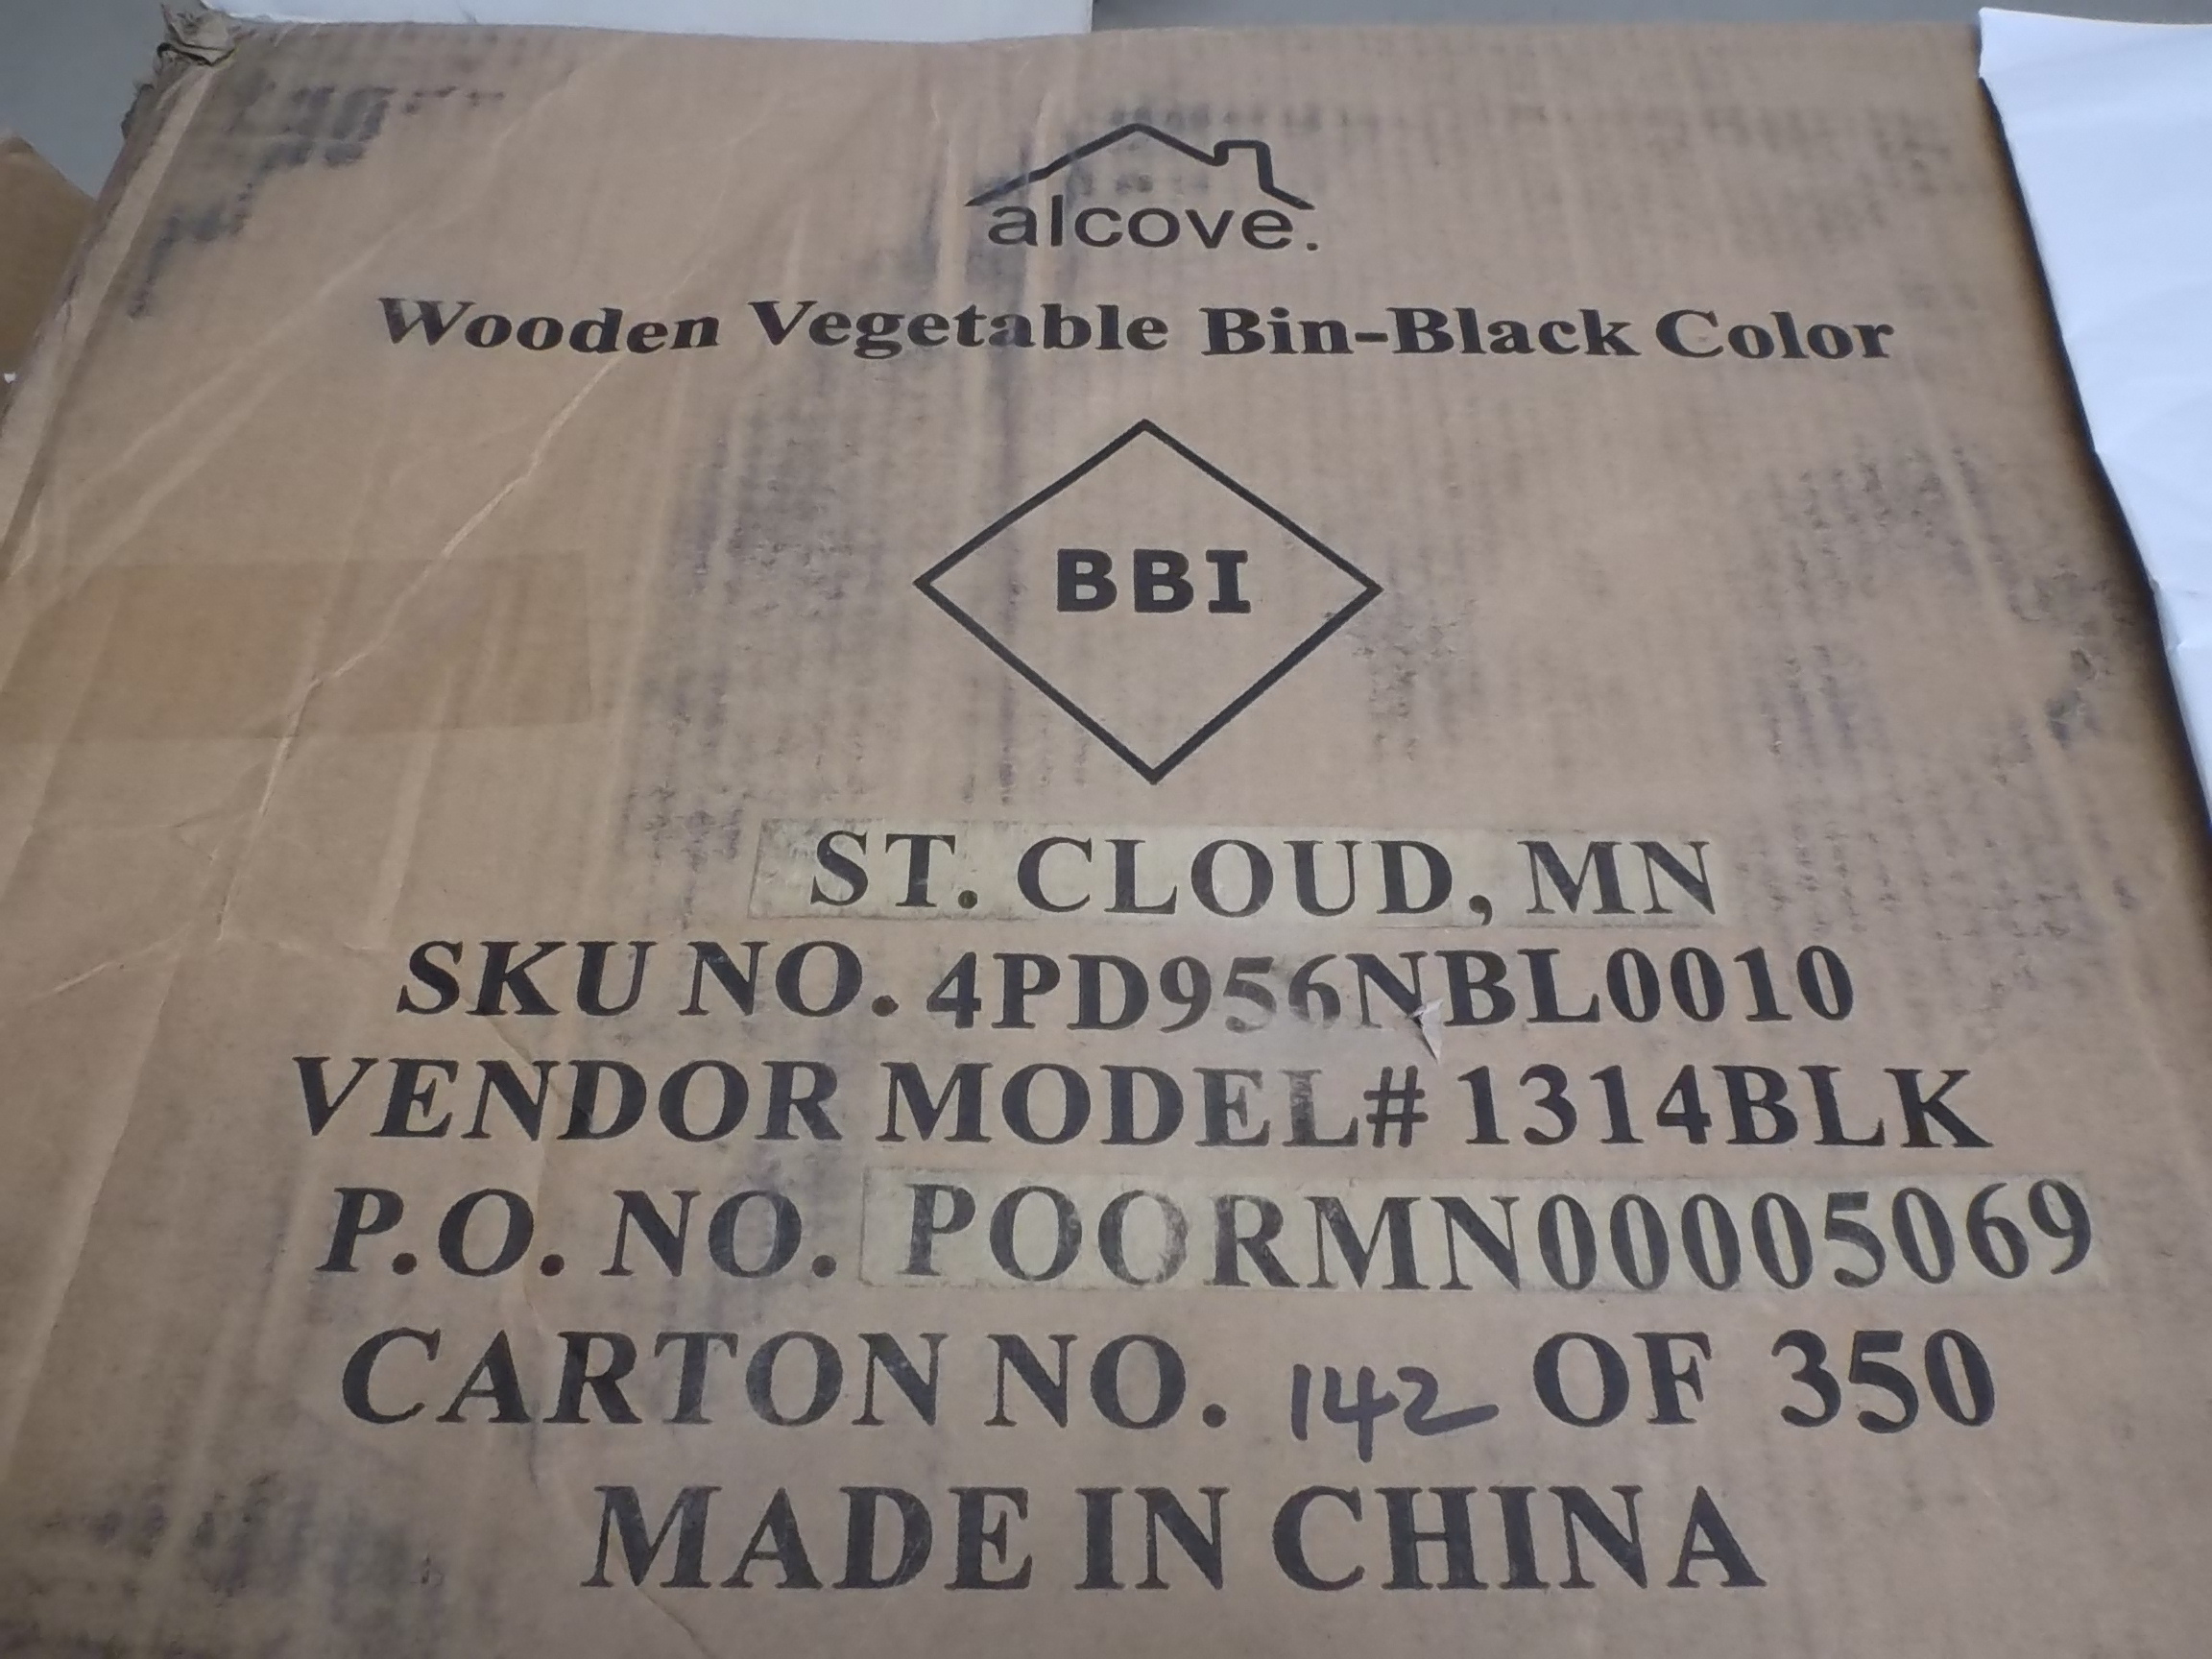 alcove.
Wooden Vegetable Bin-Black Color
BBI
ST. CLOUD, MN
SKU NO. 4PD956NBL0010
VENDOR MODEL# 1314BLK
P.O. NO. POORMN00005069
CARTON NO. 142 OF 350
MADE IN CHINA